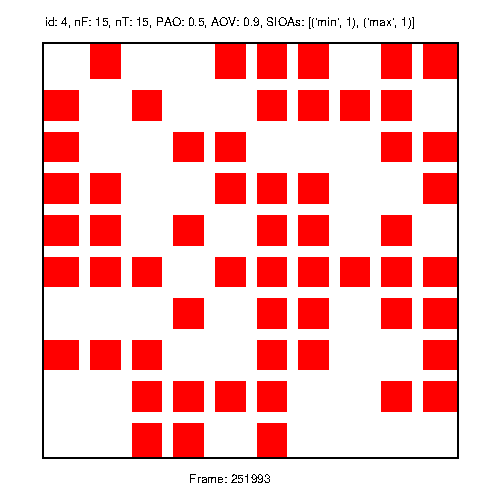 id: 4, nF: 15, nT: 15, PAO: 0.5, AOV: 0.9, SIOAs: [('min', 1), ('max', 1)]
Frame: 251993